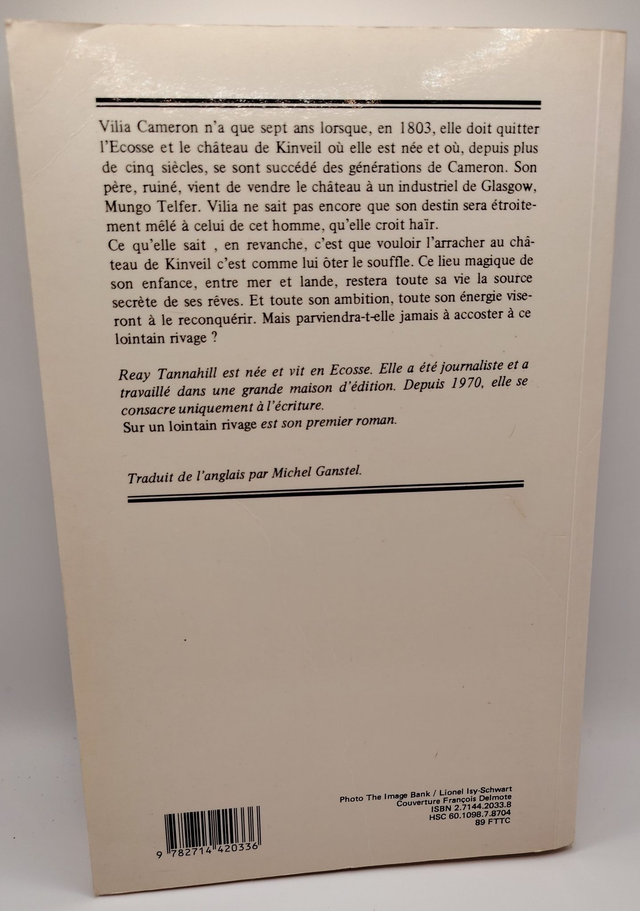 Vilia Cameron n'a que sept ans lorsque, en 1803, elle doit quitter
l'Ecosse et le château de Kinveil où elle est née et où, depuis plus
de cinq siècles, se sont succédé des générations de Cameron. Son
père, ruiné, vient de vendre le château à un industriel de Glasgow,
Mungo Telfer. Vilia ne sait pas encore que son destin sera étroite-
ment mêlé à celui de cet homme, qu'elle croit haïr.
Ce qu'elle sait , en revanche, c'est que vouloir l'arracher au châ-
teau de Kinveil c'est comme lui ôter le souffle. Ce lieu magique de
son enfance, entre mer et lande, restera toute sa vie la source
secrète de ses rêves. Et toute son ambition, toute son énergie vise-
ront à le reconquérir. Mais parviendra-t-elle jamais à accoster à ce
lointain rivage ?
Reay Tannahill est née et vit en Ecosse. Elle a été journaliste et a
travaillé dans une grande maison d'édition. Depuis 1970, elle se
consacre uniquement à l'écriture.
Sur un lointain rivage est son premier roman.
Traduit de l'anglais par Michel Ganstel.
Photo The Image Bank / Lionel Isy-Schwart
Couverture François Delmote
ISBN 2.7144.2033.8
HSC 60.1098.7.8704
89 FTTC
9 782714 420336